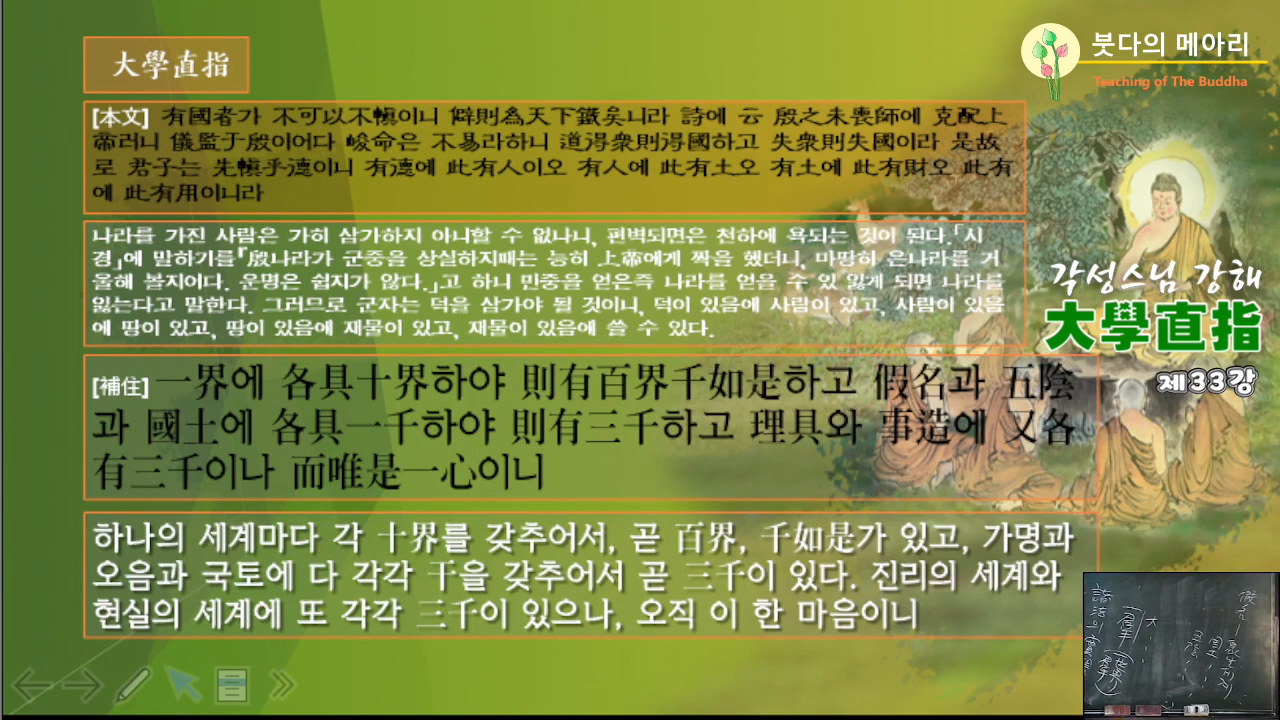 大學直指
붓다의 메아리
Teaching of The Buddha
[本文] 有國者가 不可以不愼이니 僻則為天下鐵矣니라 詩에 云 殷之未喪師에 克配上
帝러니 儀監于殷이어다 峻命은 不易라하니 道得衆則得國하고 失衆則失國이라 是故
로 君子는 先愼乎德이니 有德에 此有人이오 有人에 此有土오 有土에 此有財오 此有
에 此有用이니라
나라를 가진 사람은 가히 삼가하지 아니할 수 없나니, 편벽되면은 천하에 욕되는 것이 된다.「시
경」에 말하기를『殷나라가 군중을 상실하지때는 능히 上帝에게 짝을 했더니, 마땅히 은나라를 거
울해 볼지어다. 운명은 쉽지가 않다.」고 하니 민중을 얻은즉 나라를 얻을 수 있 잃게 되면 나라를
잃는다고 말한다. 그러므로 군자는 덕을 삼가야 될 것이니, 덕이 있음에 사람이 있고, 사람이 있음
에 땅이 있고, 땅이 있음에 재물이 있고, 재물이 있음에 쓸 수 있다.
[補住] 一界에 各具十界하야 則有百界千如是하고 假名과 五陰
과 國土에 各具一千하야 則有三千하고 理具와 事造에 又各
有三千이나 而唯是一心이니
하나의 세계마다 각 十界를 갖추어서, 곧 百界, 千如是가 있고, 가명과
오음과 국토에 다 각각 干을 갖추어서 곧 三千이 있다. 진리의 세계와
현실의 세계에 또 각각 三千이 있으나, 오직 이 한 마음이니
각성스님 강해
大學直指
제33강